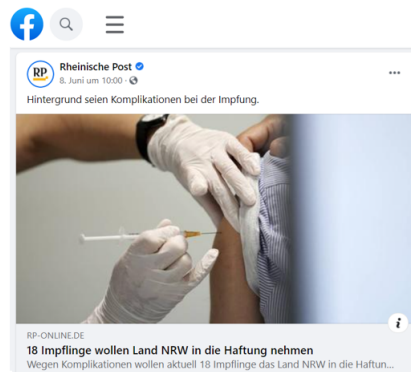 RP
Rheinische Post
8. Juni um 10:00 ·
Hintergrund seien Komplikationen bei der Impfung.
RP-ONLINE.DE
18 Impflinge wollen Land NRW in die Haftung nehmen
Wegen Komplikationen wollen aktuell 18 Impflinge das Land NRW in die Haftun...